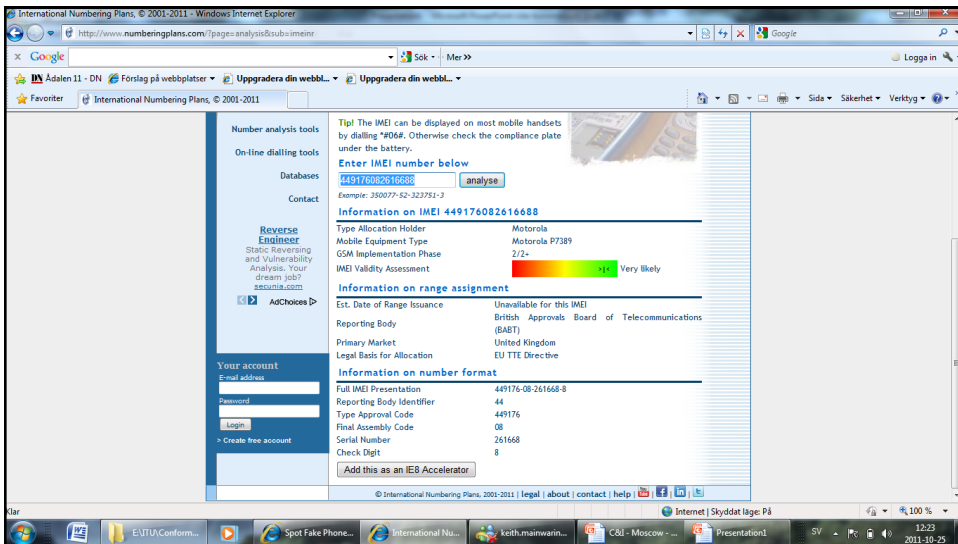 International Numbering Plans, © 2001-2011 - Windows Internet Explorer
http://www.numberingplans.com/?page=analysis&sub=imeinr
Google
x Google
Sök
Mer »
Logga in
DN Ådalen 11 - DN
Förslag på webbplatser
Uppgradera din webbl...
Uppgradera din webbl...
Favoriter
International Numbering Plans, © 2001-2011
Sida
Säkerhet
Verktyg
Number analysis tools
On-line dialling tools
Databases
Contact
Reverse
Engineer
Static Reversing
and Vulnerability
Analysis. Your
dream job?
secunia.com
AdChoices
Your account
E-mail address
Password
Login
> Create free account
Tip! The IMEI can be displayed on most mobile handsets
by dialling *#06#. Otherwise check the compliance plate
under the battery.
Enter IMEI number below
449176082616688
analyse
Example: 350077-52-323751-3
Information on IMEI 449176082616688
Type Allocation Holder Motorola
Mobile Equipment Type Motorola P7389
GSM Implementation Phase 2/2+
IMEI Validity Assessment >|< Very likely
Information on range assignment
Est. Date of Range Issuance Unavailable for this IMEI
Reporting Body British Approvals Board of Telecommunications
(BABT)
Primary Market United Kingdom
Legal Basis for Allocation EU TTE Directive
Information on number format
Full IMEI Presentation 449176-08-261668-8
Reporting Body Identifier 44
Type Approval Code 449176
Final Assembly Code 08
Serial Number 261668
Check Digit 8
Add this as an IE8 Accelerator
© International Numbering Plans, 2001-2011 | legal | about | contact | help |
Klar
Internet | Skyddat läge: På
100 %
E:\ITU\Conform...
Spot Fake Phone...
International Nu...
keith.mainwarin...
C&I - Moscow - ...
Presentation1
SV
12:23
2011-10-25